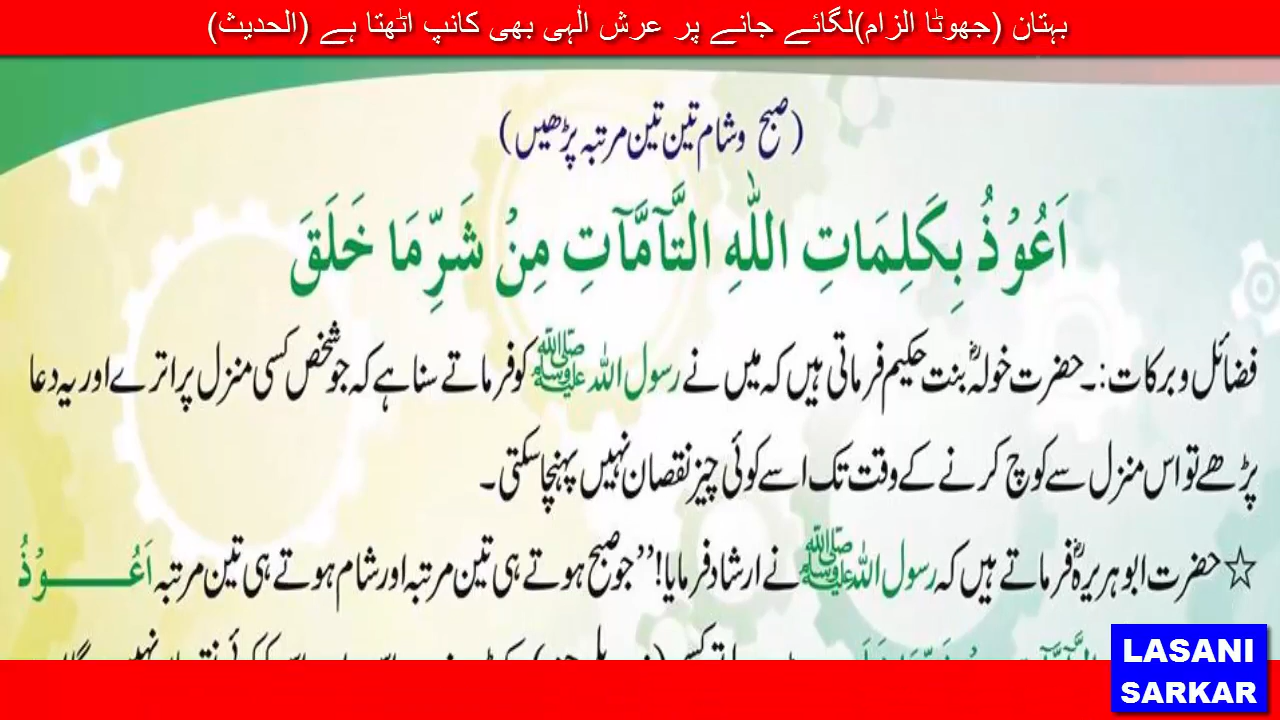 بہتان (جھوٹا الزام)لگائے جانے پر عرش الٰہی بھی کانپ اٹھتا ہے (الحدیث)
(صبح وشام تین تین مرتبہ پڑھیں)
اَعُوْذُ بِکَلِمَاتِ اللّٰهِ التَّآمَّآتِ مِنْ شَرِّمَا خَلَقَ
فضائل وبرکات:۔حضرت خولہؓ بنت حکیم فرماتی ہیں کہ میں نے رسول اللہ ﷺ کو فرماتے سنا ہے کہ جو شخص کسی منزل پر اترے اور یہ دعا
پڑھے تو اس منزل سے کوچ کرنے کے وقت تک اسے کوئی چیز نقصان نہیں پہنچا سکتی۔
☆حضرت ابو ہریرہؓ فرماتے ہیں کہ رسول اللہ ﷺ نے ارشاد فرمایا!”جو صبح ہوتے ہی تین مرتبہ اور شام ہوتے ہی تین مرتبہ اَعُـــوْذُ
LASANI
SARKAR